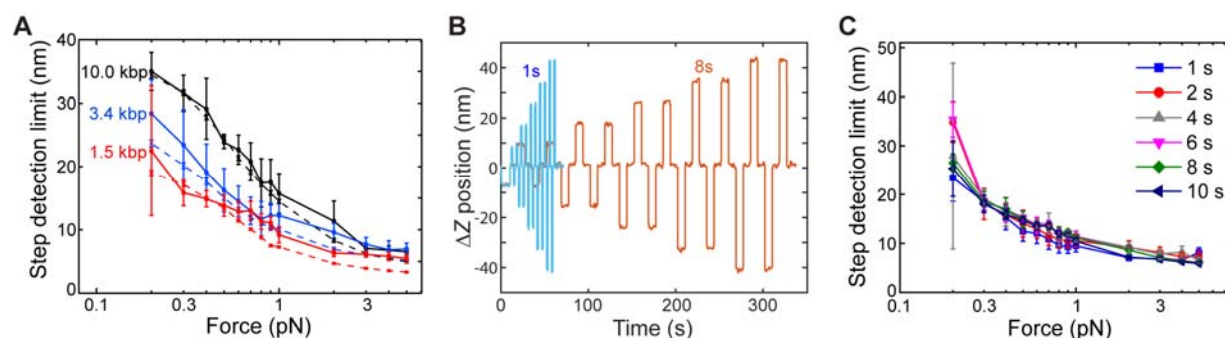 A
Step detection limit (nm)
40
30
20
10
0
10.0 kbp
3.4 kbp
1.5 kbp
0.1
0.3
1
3
Force (pN)
B
ΔZ position (nm)
40
20
0
-20
-40
1s
8s
0
100
200
300
Time (s)
C
Step detection limit (nm)
50
40
30
20
10
0
1 s
2 s
4 s
6 s
8 s
10 s
0.1
0.3
1
3
Force (pN)